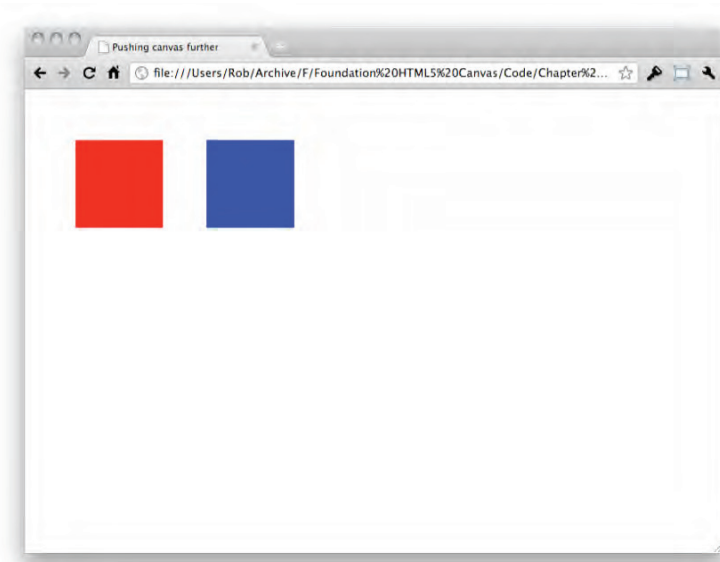 Pushing canvas further
file:///Users/Rob/Archive/F/Foundation%20HTML5%20Canvas/Code/Chapter%2...